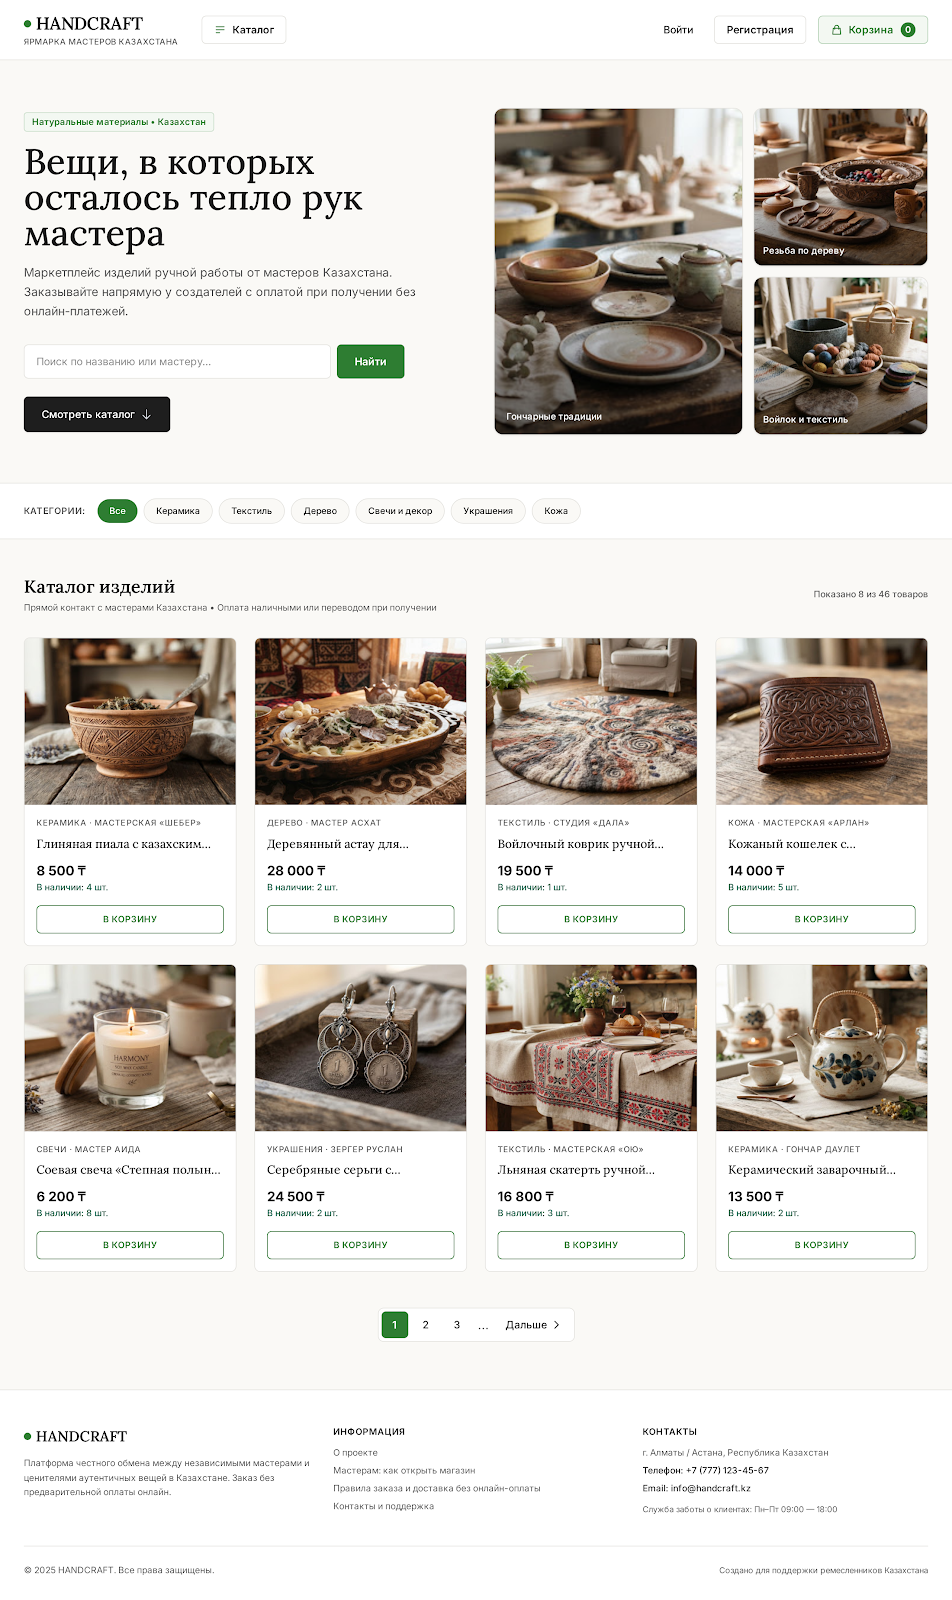 HANDCRAFT
ЯРМАРКА МАСТЕРОВ КАЗАХСТАНА
Каталог
Войти
Регистрация
Корзина 0
Натуральные материалы • Казахстан
Вещи, в которых
осталось тепло рук
мастера
Маркетплейс изделий ручной работы от мастеров Казахстана.
Заказывайте напрямую у создателей с оплатой при получении без
онлайн-платежей.
Поиск по названию или мастеру...
Найти
Смотреть каталог ↓
Гончарные традиции
Резьба по дереву
Войлок и текстиль
КАТЕГОРИИ:
Все
Керамика
Текстиль
Дерево
Свечи и декор
Украшения
Кожа
Каталог изделий
Прямой контакт с мастерами Казахстана • Оплата наличными или переводом при получении
Показано 8 из 46 товаров
КЕРАМИКА · МАСТЕРСКАЯ «ШЕБЕР»
Глиняная пиала с казахским...
8 500 ₸
В наличии: 4 шт.
В КОРЗИНУ
ДЕРЕВО · МАСТЕР АСХАТ
Деревянный астау для...
28 000 ₸
В наличии: 2 шт.
В КОРЗИНУ
ТЕКСТИЛЬ · СТУДИЯ «ДАЛА»
Войлочный коврик ручной...
19 500 ₸
В наличии: 1 шт.
В КОРЗИНУ
КОЖА · МАСТЕРСКАЯ «АРЛАН»
Кожаный кошелек с...
14 000 ₸
В наличии: 5 шт.
В КОРЗИНУ
HARMONY
СВЕЧИ · МАСТЕР АИДА
Соевая свеча «Степная полын...
6 200 ₸
В наличии: 8 шт.
В КОРЗИНУ
УКРАШЕНИЯ · ЗЕРГЕР РУСЛАН
Серебряные серьги с...
24 500 ₸
В наличии: 2 шт.
В КОРЗИНУ
ТЕКСТИЛЬ · МАСТЕРСКАЯ «ОЮ»
Льняная скатерть ручной...
16 800 ₸
В наличии: 3 шт.
В КОРЗИНУ
КЕРАМИКА · ГОНЧАР ДАУЛЕТ
Керамический заварочный...
13 500 ₸
В наличии: 2 шт.
В КОРЗИНУ
1 2 3 ... Дальше >
HANDCRAFT
Платформа честного обмена между независимыми мастерами и
ценителями аутентичных вещей в Казахстане. Заказ без
предварительной оплаты онлайн.
ИНФОРМАЦИЯ
О проекте
Мастерам: как открыть магазин
Правила заказа и доставка без онлайн-оплаты
Контакты и поддержка
КОНТАКТЫ
г. Алматы / Астана, Республика Казахстан
Телефон: +7 (777) 123-45-67
Email: info@handcraft.kz
Служба заботы о клиентах: Пн–Пт 09:00 — 18:00
© 2025 HANDCRAFT. Все права защищены.
Создано для поддержки ремесленников Казахстана